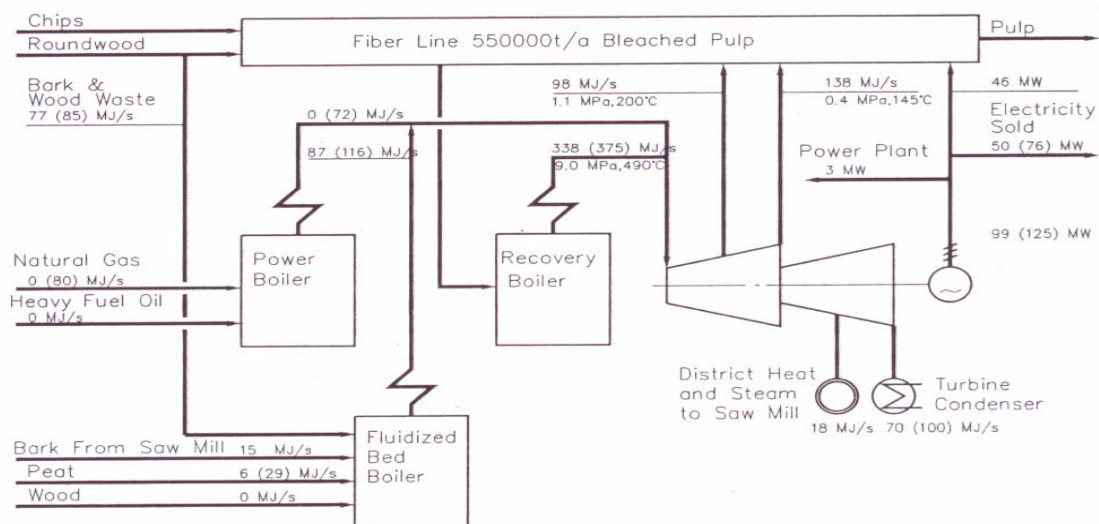 Chips
Roundwood
Fiber Line 550000t/a Bleached Pulp
Pulp
Bark &
Wood Waste
77 (85) MJ/s
0 (72) MJ/s
87 (116) MJ/s
338 (375) MJ/s
9.0 MPa,490°C
98 MJ/s
1.1 MPa,200°C
138 MJ/s
0.4 MPa,145°C
46 MW
Electricity
Sold
50 (76) MW
Power Plant
3 MW
99 (125) MW
Natural Gas
0 (80) MJ/s
Heavy Fuel Oil
0 MJ/s
Power
Boiler
Recovery
Boiler
~
District Heat
and Steam
to Saw Mill
18 MJ/s
Turbine
Condenser
70 (100) MJ/s
Bark From Saw Mill 15 MJ/s
Peat 6 (29) MJ/s
Wood 0 MJ/s
Fluidized
Bed
Boiler